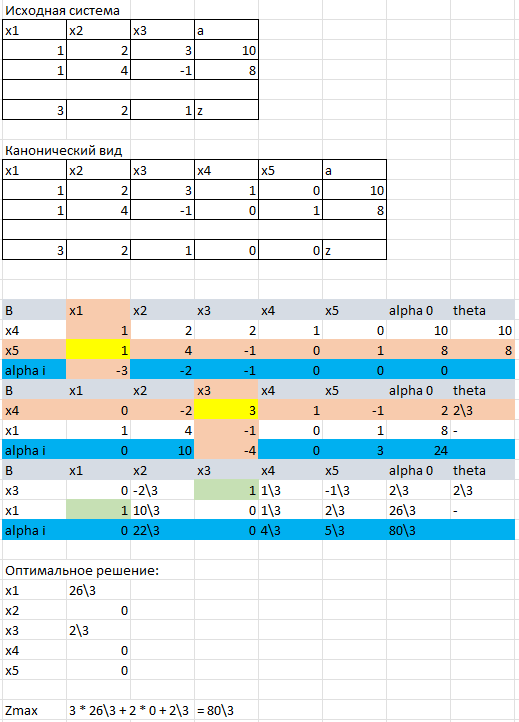 Исходная система
x1 x2 x3 a
1 2 3 10
1 4 -1 8
3 2 1 z
Канонический вид
x1 x2 x3 x4 x5 a
1 2 3 1 0 10
1 4 -1 0 1 8
3 2 1 0 0 z
B x1 x2 x3 x4 x5 alpha 0 theta
x4 1 2 2 1 0 10 10
x5 1 4 -1 0 1 8 8
alpha i -3 -2 -1 0 0 0
B x1 x2 x3 x4 x5 alpha 0 theta
x4 0 -2 3 1 -1 2 2\3
x1 1 4 -1 0 1 8 -
alpha i 0 10 -4 0 3 24
B x1 x2 x3 x4 x5 alpha 0 theta
x3 0 -2\3 1 1\3 -1\3 2\3 2\3
x1 1 10\3 0 1\3 2\3 26\3 -
alpha i 0 22\3 0 4\3 5\3 80\3
Оптимальное решение:
x1 26\3
x2 0
x3 2\3
x4 0
x5 0
Zmax 3 * 26\3 + 2 * 0 + 2\3 = 80\3